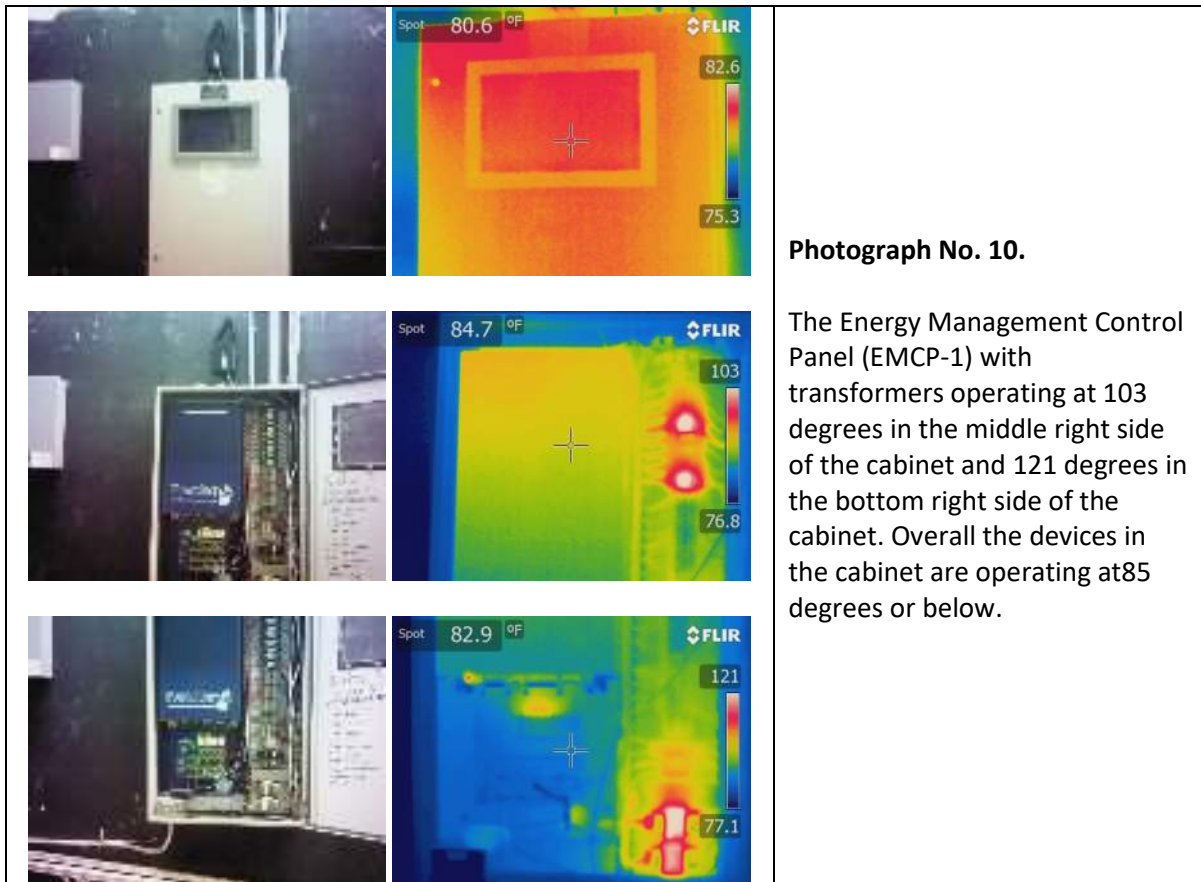 Spot 80.6 °F
FLIR
82.6
75.3
Spot 84.7 °F
FLIR
103
76.8
Spot 82.9 °F
FLIR
121
77.1
Photograph No. 10.
The Energy Management Control
Panel (EMCP-1) with
transformers operating at 103
degrees in the middle right side
of the cabinet and 121 degrees in
the bottom right side of the
cabinet. Overall the devices in
the cabinet are operating at85
degrees or below.